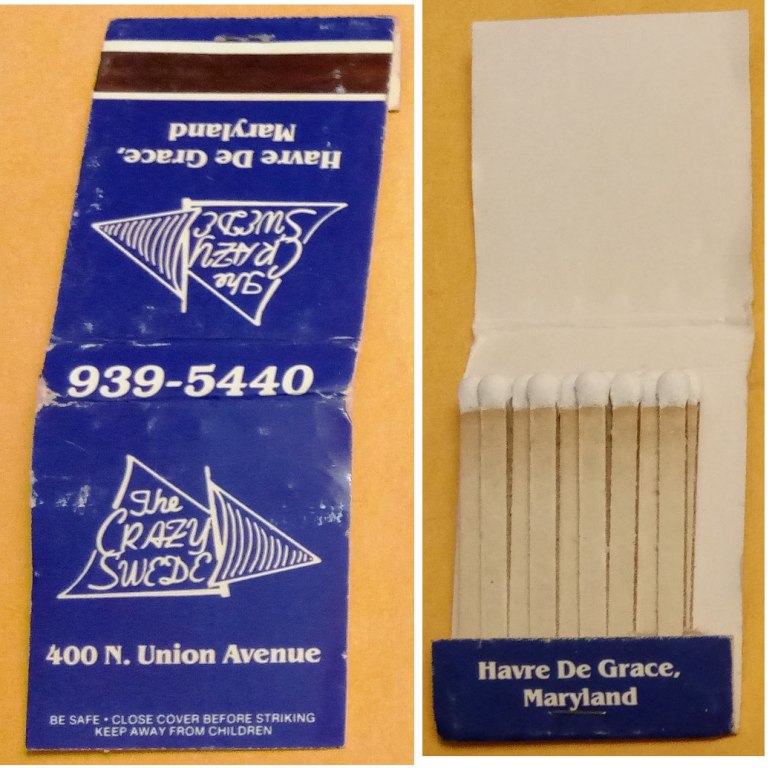 Havre De Grace,
Maryland
The
CRAZY
SWEDE
939-5440
The
CRAZY
SWEDE
400 N. Union Avenue
BE SAFE • CLOSE COVER BEFORE STRIKING
KEEP AWAY FROM CHILDREN
Havre De Grace,
Maryland